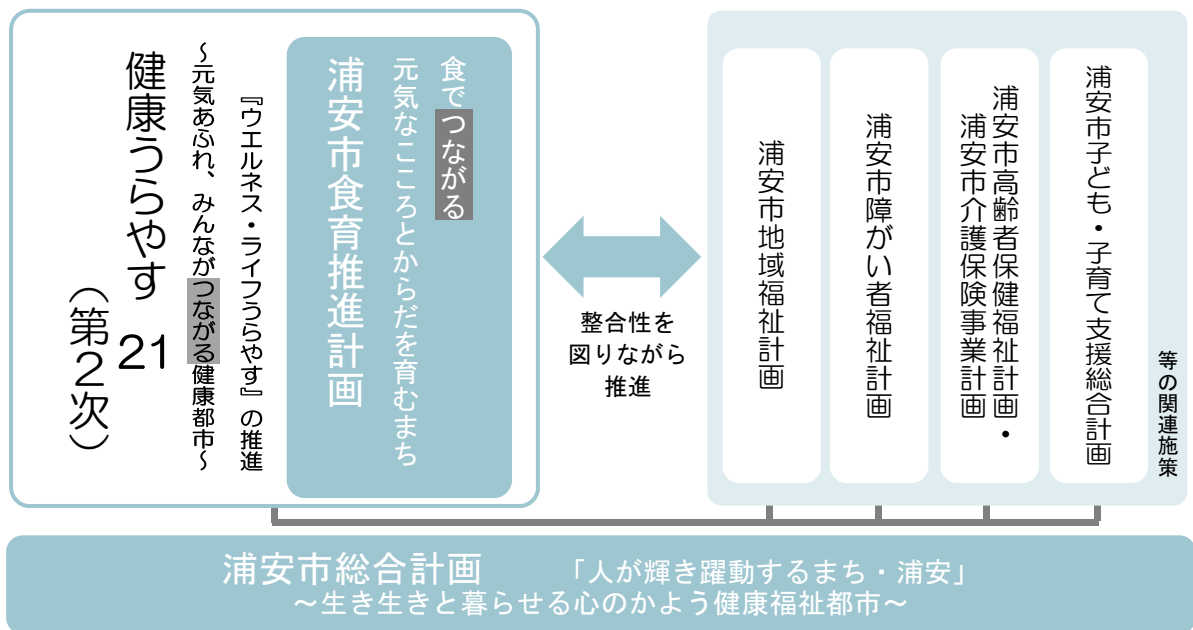 食でつながる
元気なこころとからだを育むまち
浦安市食育推進計画
『ウエルネス・ライフうらやす』の推進
～元気あふれ、みんながつながる健康都市～
健康うらやす 21
（第２次）
整合性を
図りながら
推進
等の関連施策
浦安市子ども・子育て支援総合計画
浦安市高齢者保健福祉計画・
浦安市介護保険事業計画
浦安市障がい者福祉計画
浦安市地域福祉計画
浦安市総合計画 「人が輝き躍動するまち・浦安」
～生き生きと暮らせる心のかよう健康福祉都市～